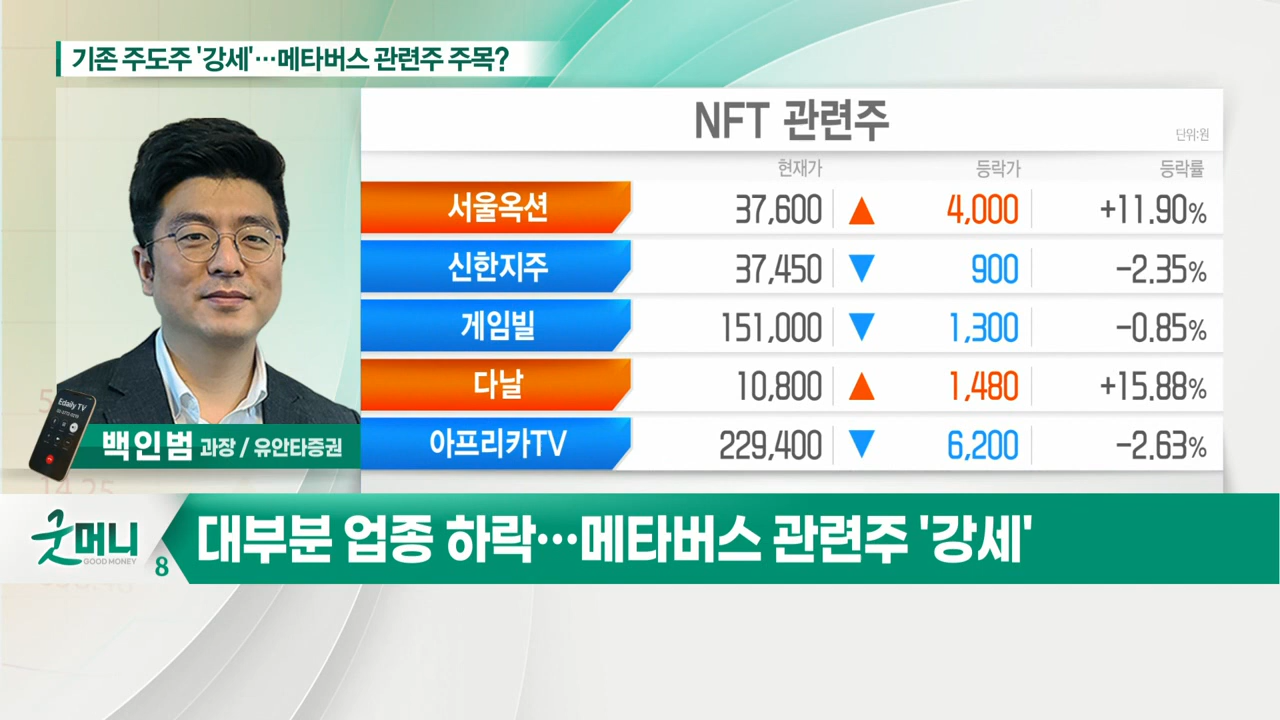 기존 주도주 '강세'…메타버스 관련주 주목?
NFT 관련주
단위:원
현재가 등락가 등락률
서울옥션 37,600 ▲ 4,000 +11.90%
신한지주 37,450 ▼ 900 -2.35%
게임빌 151,000 ▼ 1,300 -0.85%
다날 10,800 ▲ 1,480 +15.88%
아프리카TV 229,400 ▼ 6,200 -2.63%
Edaily TV
백인범 과장 / 유안타증권
14.25
굿머니
GOOD MONEY
8
대부분 업종 하락…메타버스 관련주 '강세'